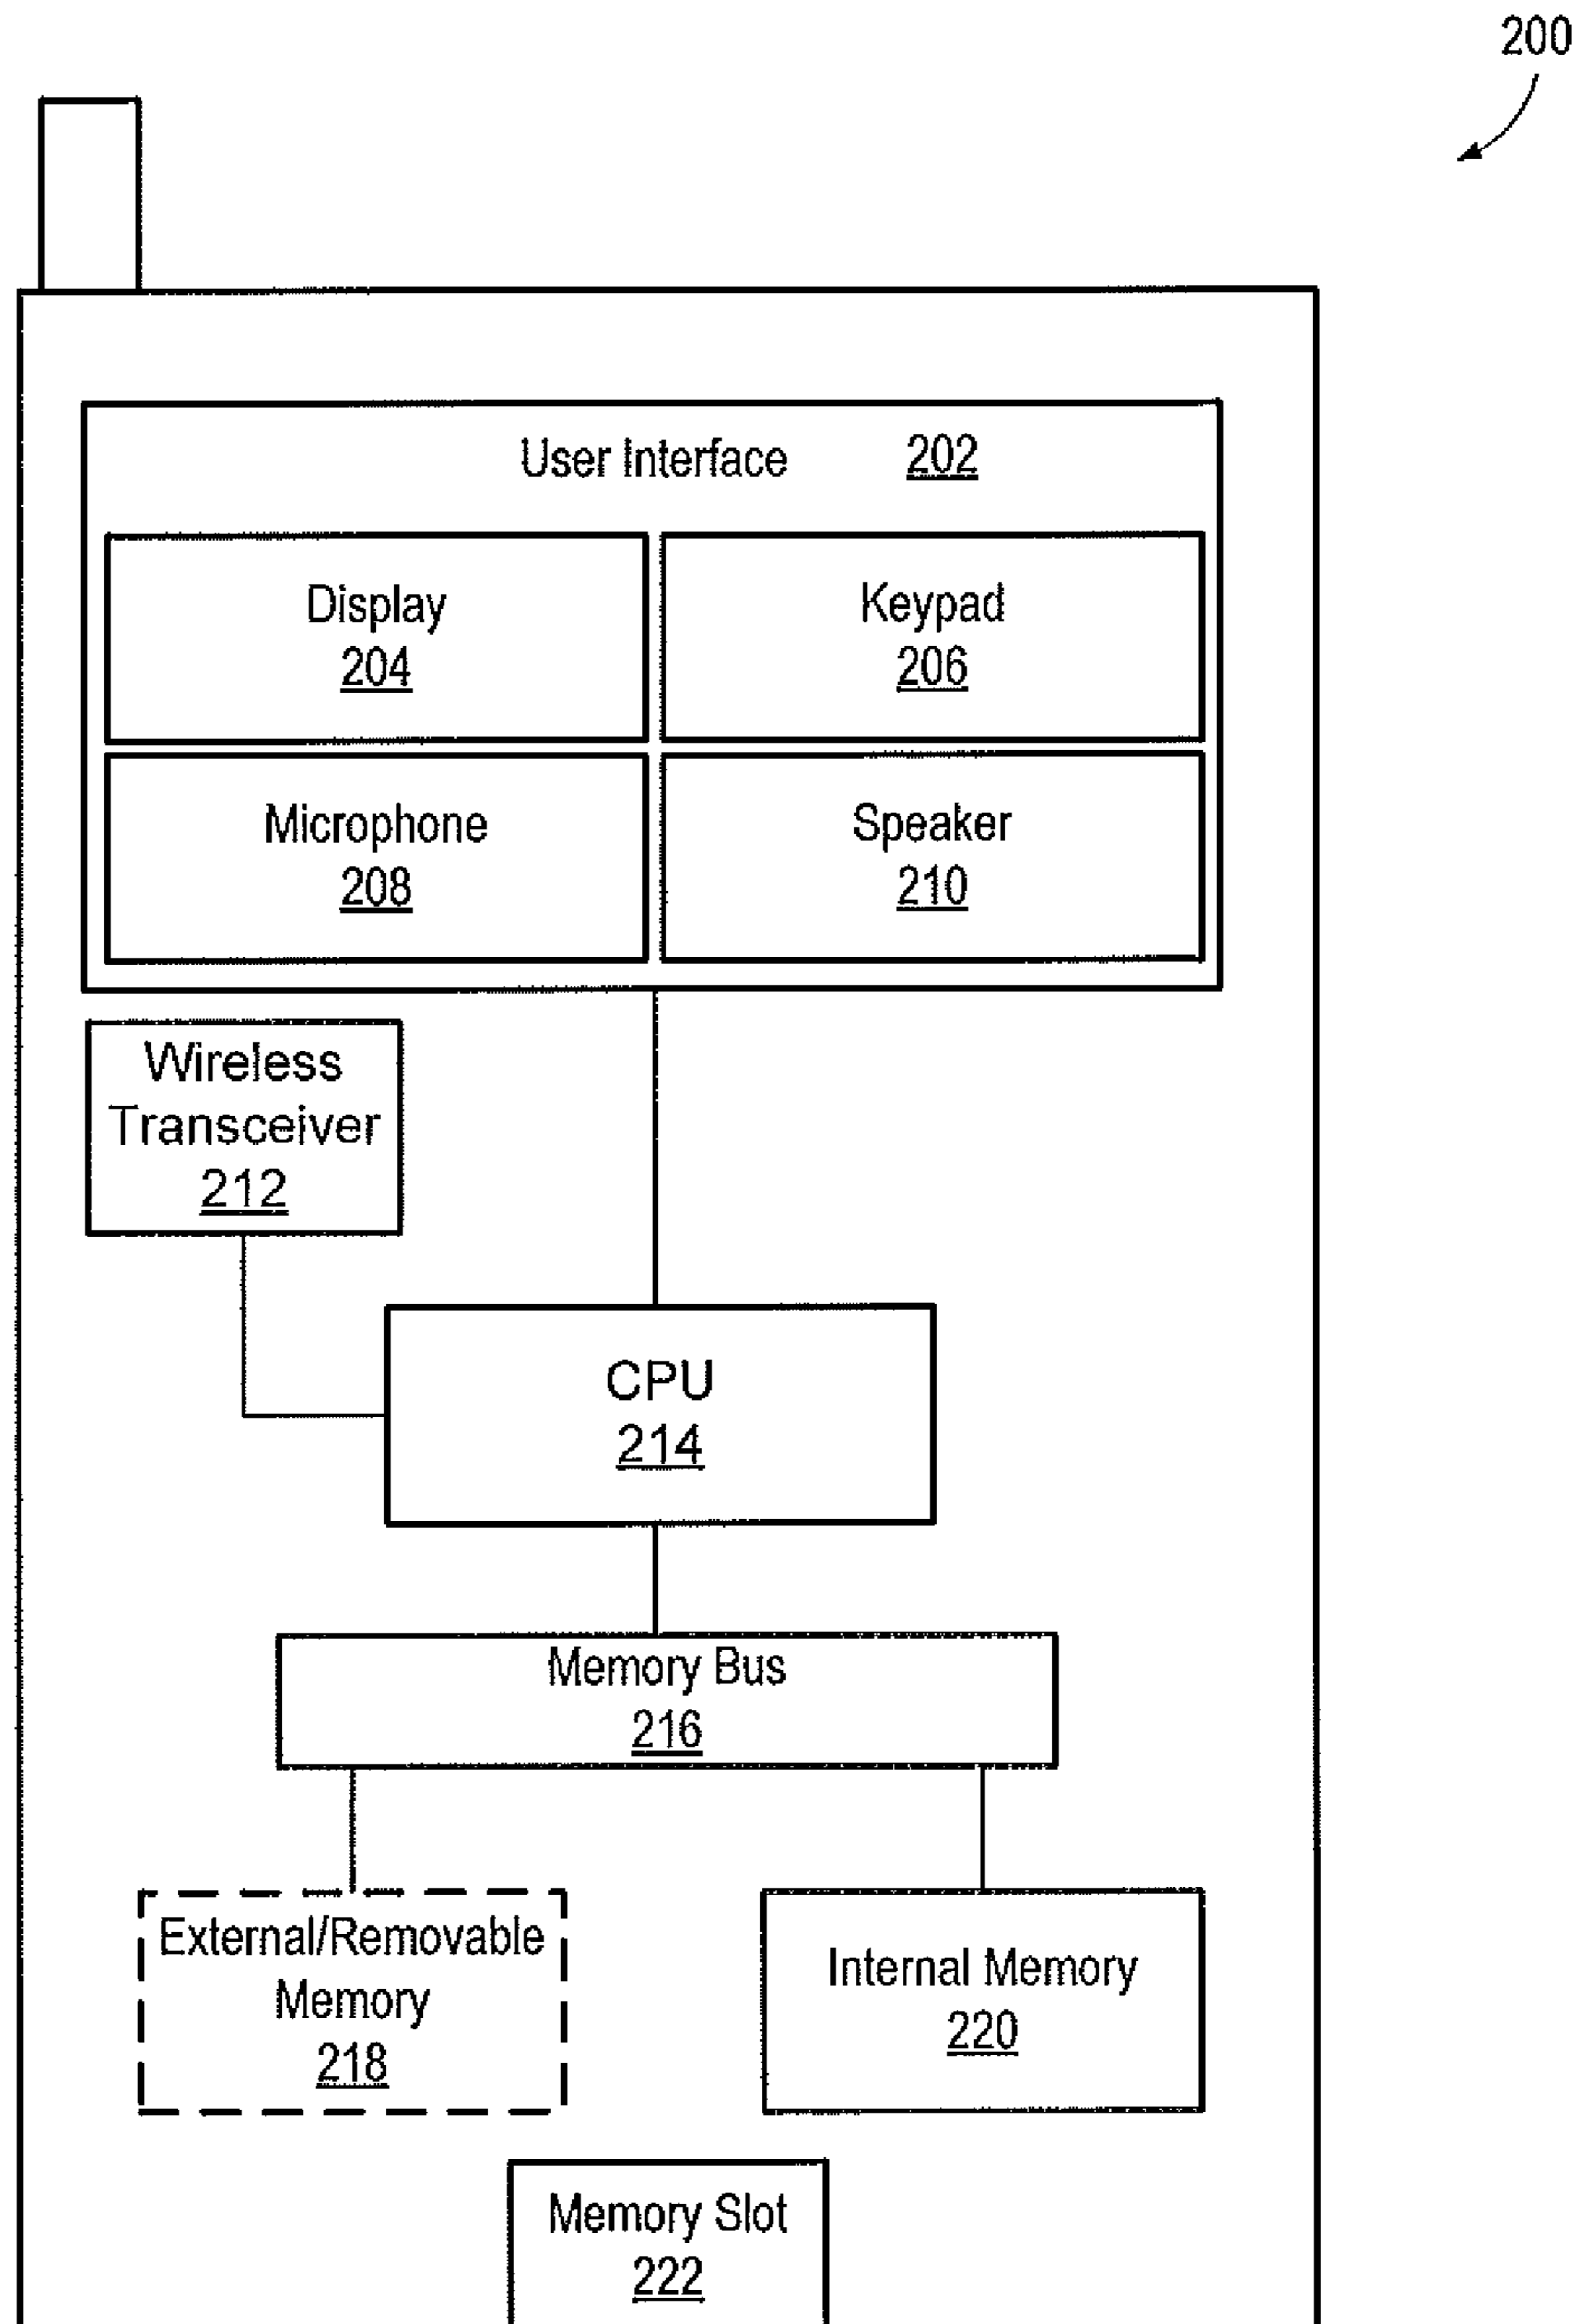 200
User Interface 202
Display
204
Keypad
206
Microphone
208
Speaker
210
Wireless
Transceiver
212
CPU
214
Memory Bus
216
External/Removable
Memory
218
Internal Memory
220
Memory Slot
222